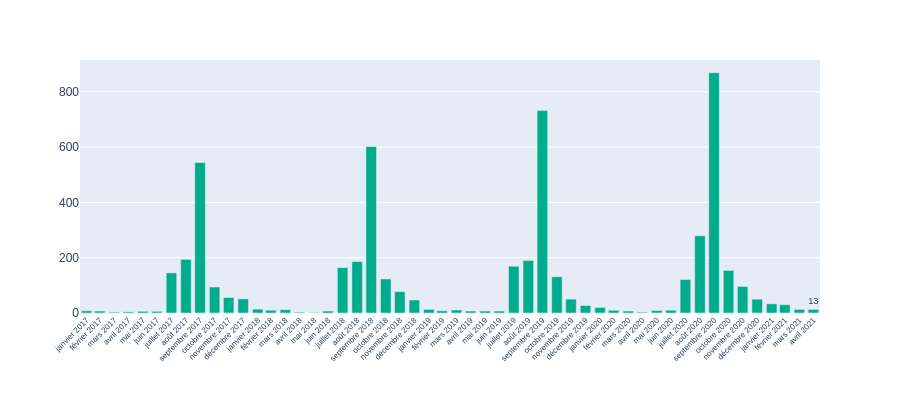 800
600
400
200
0
13
janvier 2017
février 2017
mars 2017
avril 2017
mai 2017
juin 2017
juillet 2017
août 2017
septembre 2017
octobre 2017
novembre 2017
décembre 2017
janvier 2018
février 2018
mars 2018
avril 2018
mai 2018
juin 2018
juillet 2018
août 2018
septembre 2018
octobre 2018
novembre 2018
décembre 2018
janvier 2019
février 2019
mars 2019
avril 2019
mai 2019
juin 2019
juillet 2019
août 2019
septembre 2019
octobre 2019
novembre 2019
décembre 2019
janvier 2020
février 2020
mars 2020
avril 2020
mai 2020
juin 2020
juillet 2020
août 2020
septembre 2020
octobre 2020
novembre 2020
décembre 2020
janvier 2021
février 2021
mars 2021
avril 2021